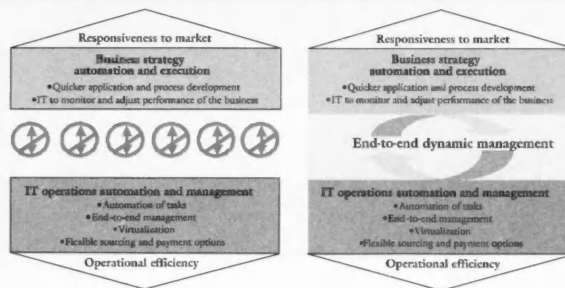 Responsiveness to market
Business strategy
automation and execution
•Quicker application and process development
•IT to monitor and adjust performance of the business
IT operations automation and management
•Automation of tasks
•End-to-end management
•Virtualization
•Flexible sourcing and payment options
Operational efficiency
Responsiveness to market
Business strategy
automation and execution
•Quicker application and process development
•IT to monitor and adjust performance of the business
End-to-end dynamic management
IT operations automation and management
•Automation of tasks
•End-to-end management
•Virtualization
•Flexible sourcing and payment options
Operational efficiency